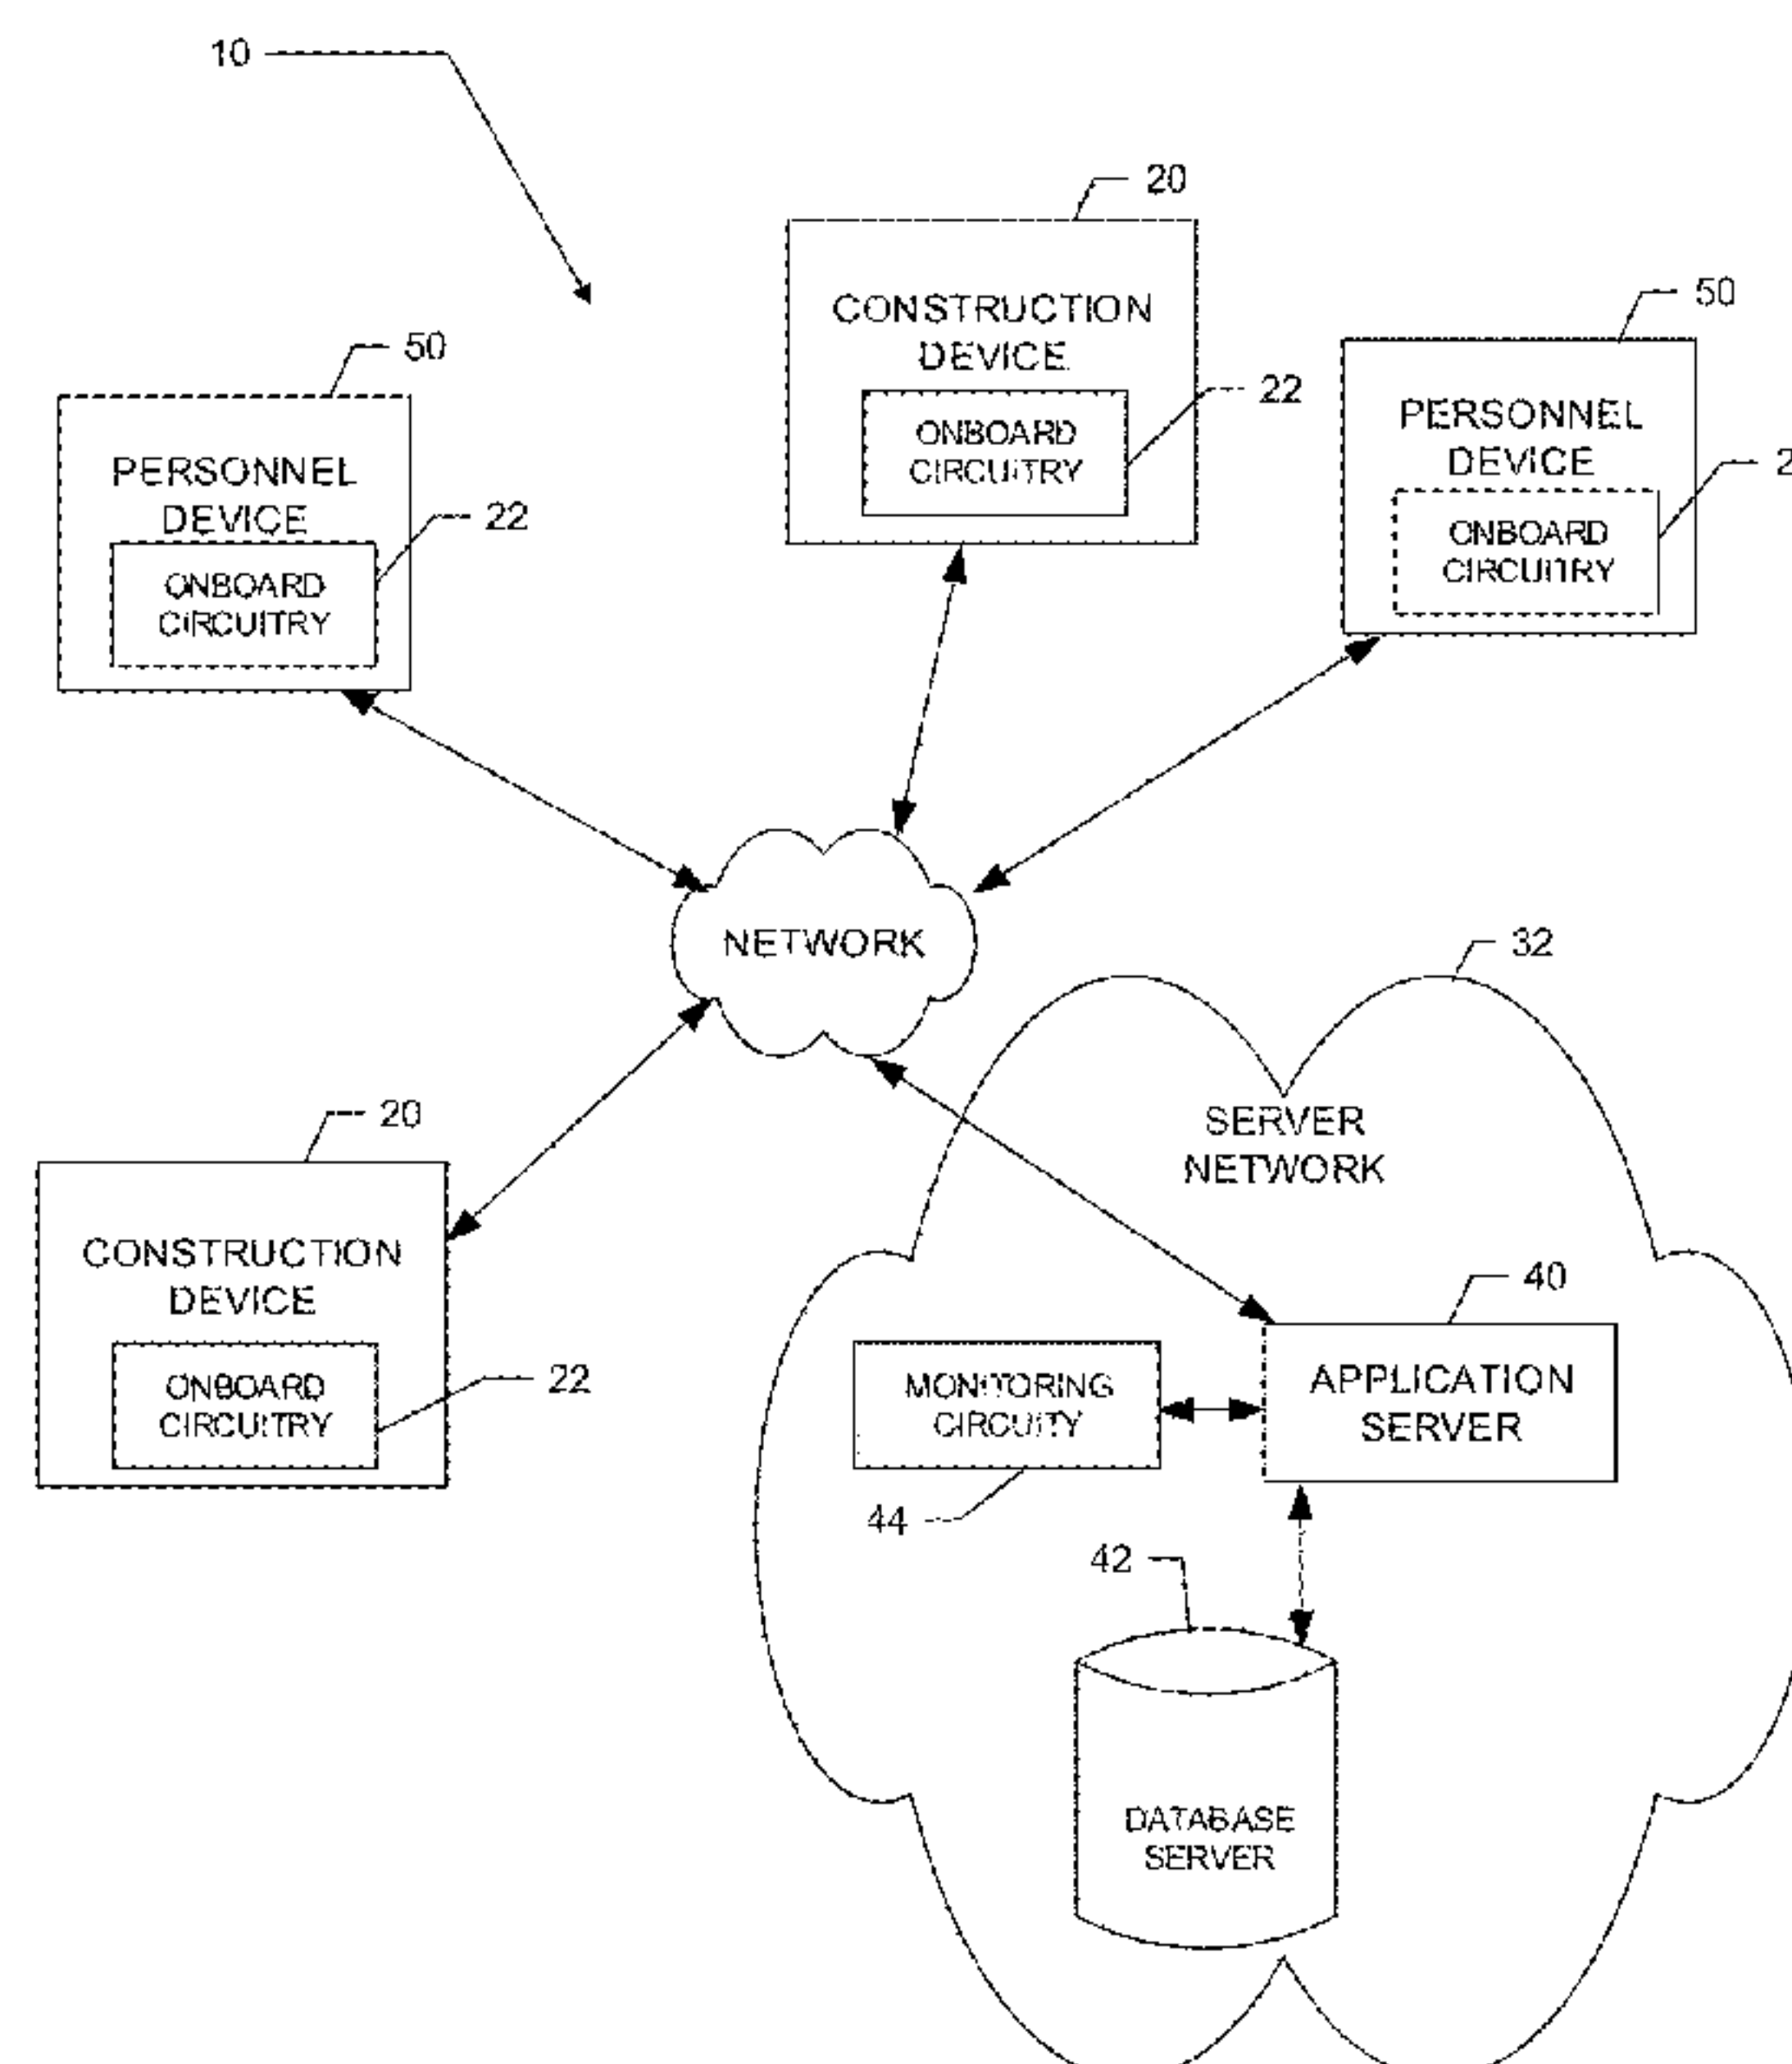 10
20
CONSTRUCTION
DEVICE
22
ONBOARD
CIRCUITRY
50
PERSONNEL
DEVICE
ONBOARD
CIRCUITRY
50
PERSONNEL
DEVICE
22
ONBOARD
CIRCUITRY
NETWORK
32
SERVER
NETWORK
20
CONSTRUCTION
DEVICE
22
ONBOARD
CIRCUITRY
40
APPLICATION
SERVER
MONITORING
CIRCUITY
44
42
DATABASE
SERVER